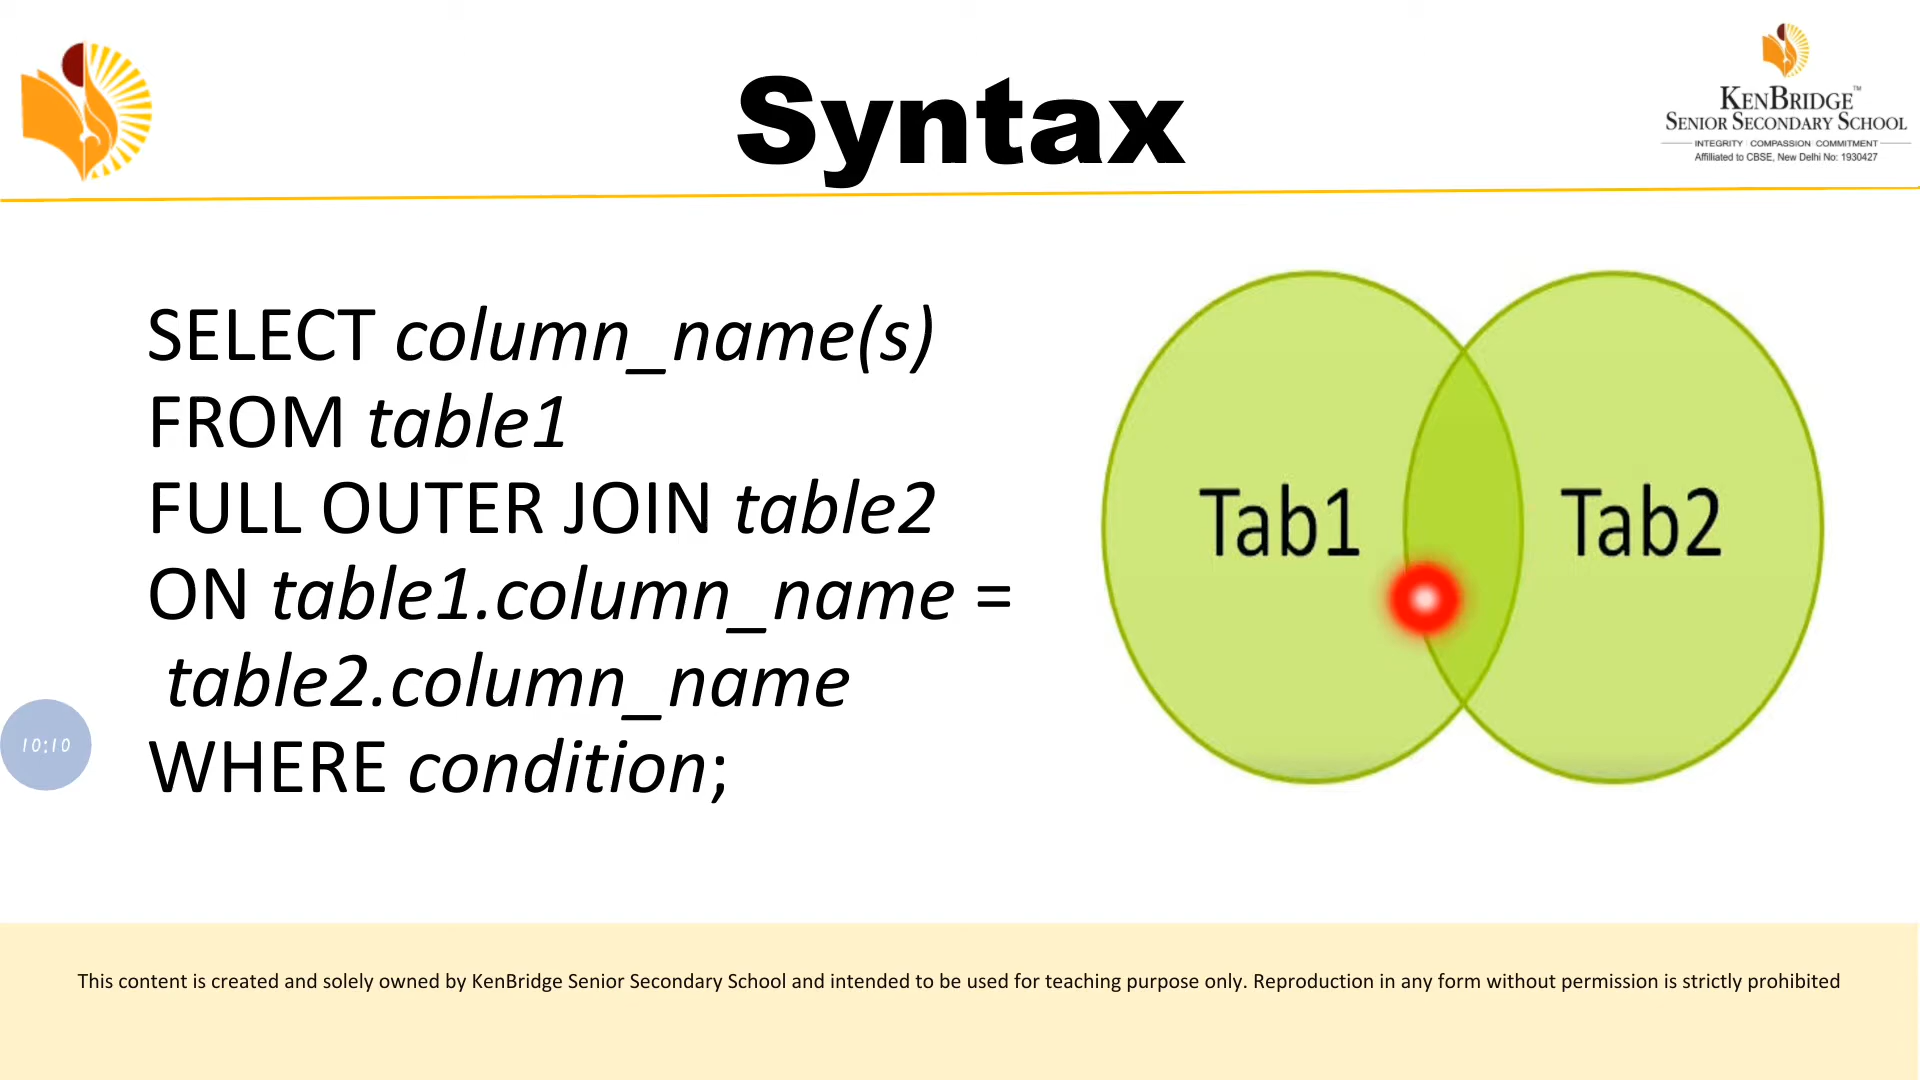 Syntax
KENBRIDGE™
SENIOR SECONDARY SCHOOL
INTEGRITY COMPASSION COMMITMENT
Affiliated to CBSE, New Delhi No: 1930427
SELECT column_name(s)
FROM table1
FULL OUTER JOIN table2
ON table1.column_name =
table2.column_name
WHERE condition;
Tab1
Tab2
10:10
This content is created and solely owned by KenBridge Senior Secondary School and intended to be used for teaching purpose only. Reproduction in any form without permission is strictly prohibited